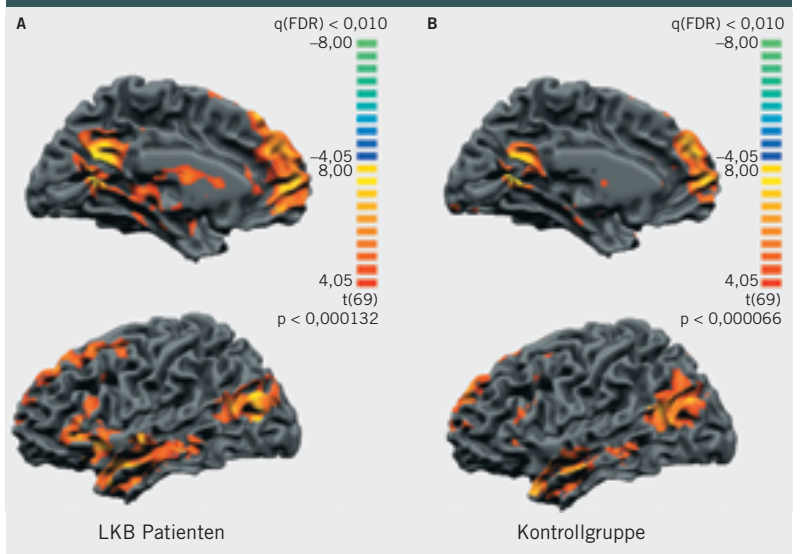 A
q(FDR) < 0,010
–8,00
–4,05
8,00
4,05
t(69)
p < 0,000132
LKB Patienten
B
q(FDR) < 0,010
–8,00
–4,05
8,00
4,05
t(69)
p < 0,000066
Kontrollgruppe